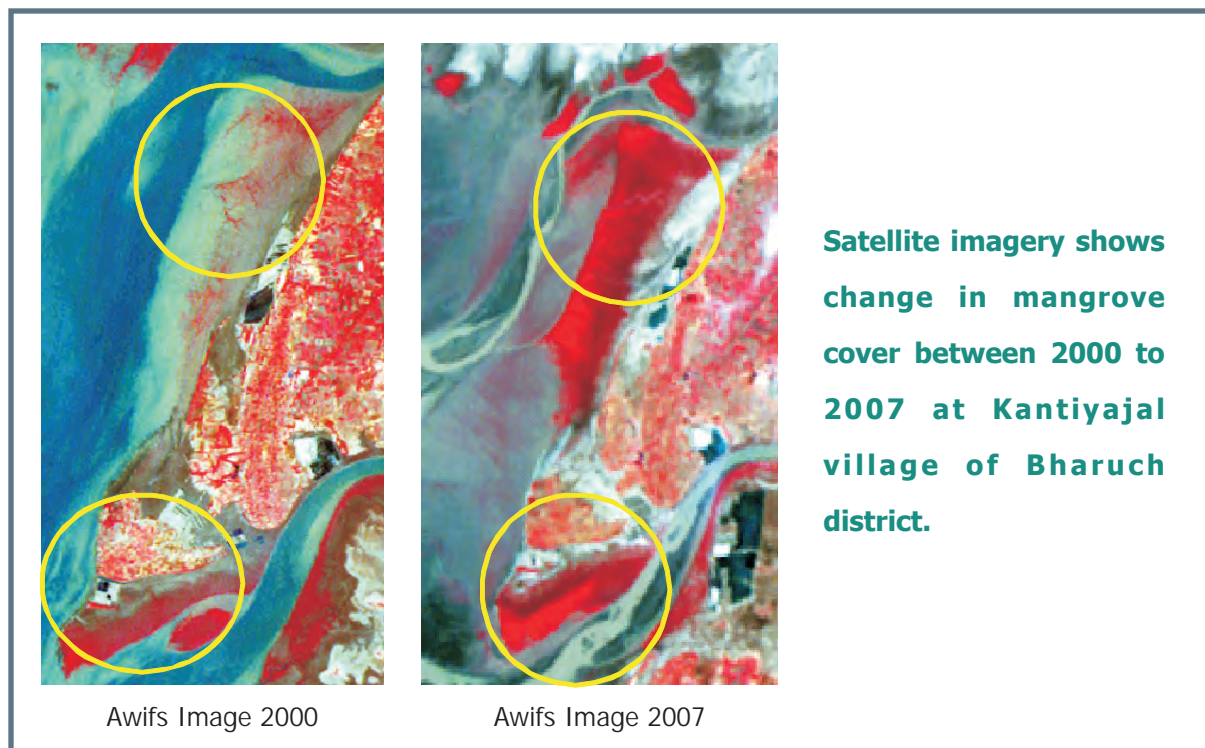 Satellite imagery shows
change in mangrove
cover between 2000 to
2007 at Kantiyajal
village of Bharuch
district.
Awifs Image 2000
Awifs Image 2007